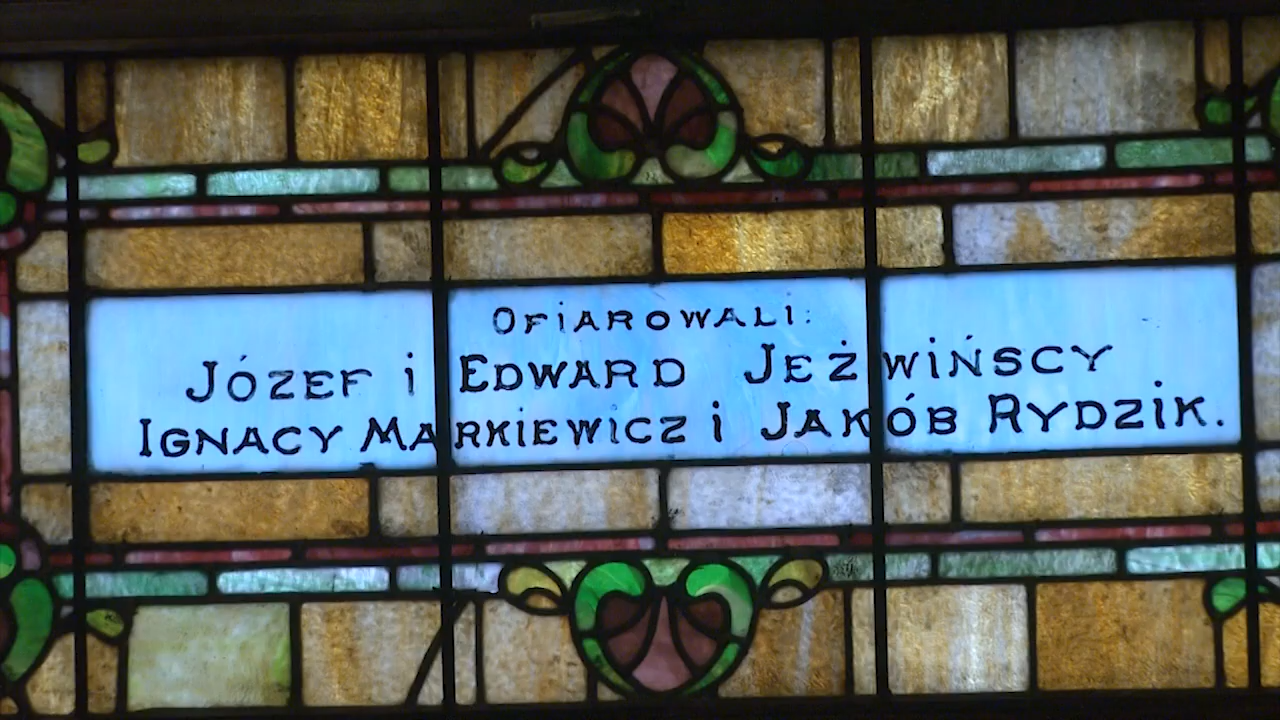 OFiAROWALi:
JÓZEF i EDWARD JEŻWiŃSCY
IGNACY MARKiEWiCZ i JAKÓB RYDZiK.